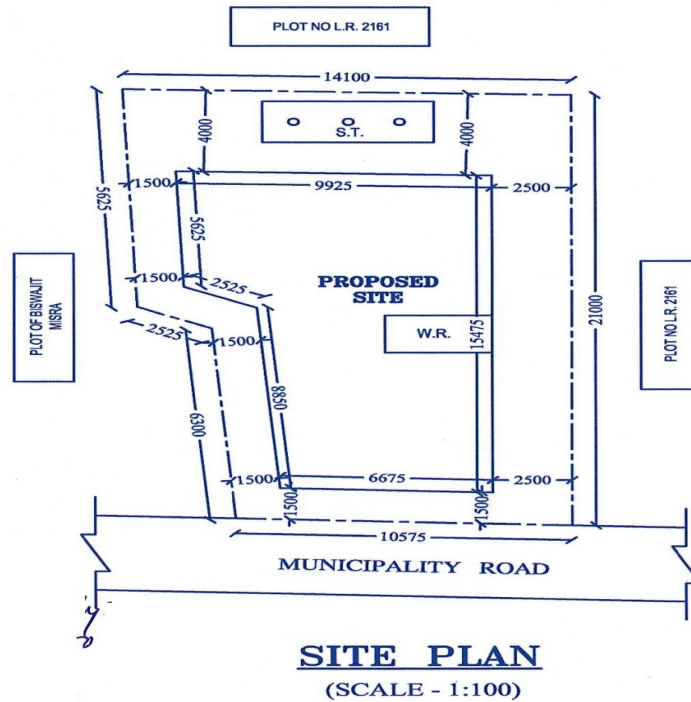 PLOT NO L.R. 2161
14100
4000
4000
S.T.
5625
1500
9925
2500
5625
1500
2525
PROPOSED
SITE
PLOT OF BISWAJIT
MISRA
PLOT NO L.R. 2161
21000
W.R.
15475
2525
1500
8850
6300
1500
6675
2500
1500
1500
10575
MUNICIPALITY ROAD
SITE PLAN
(SCALE - 1:100)